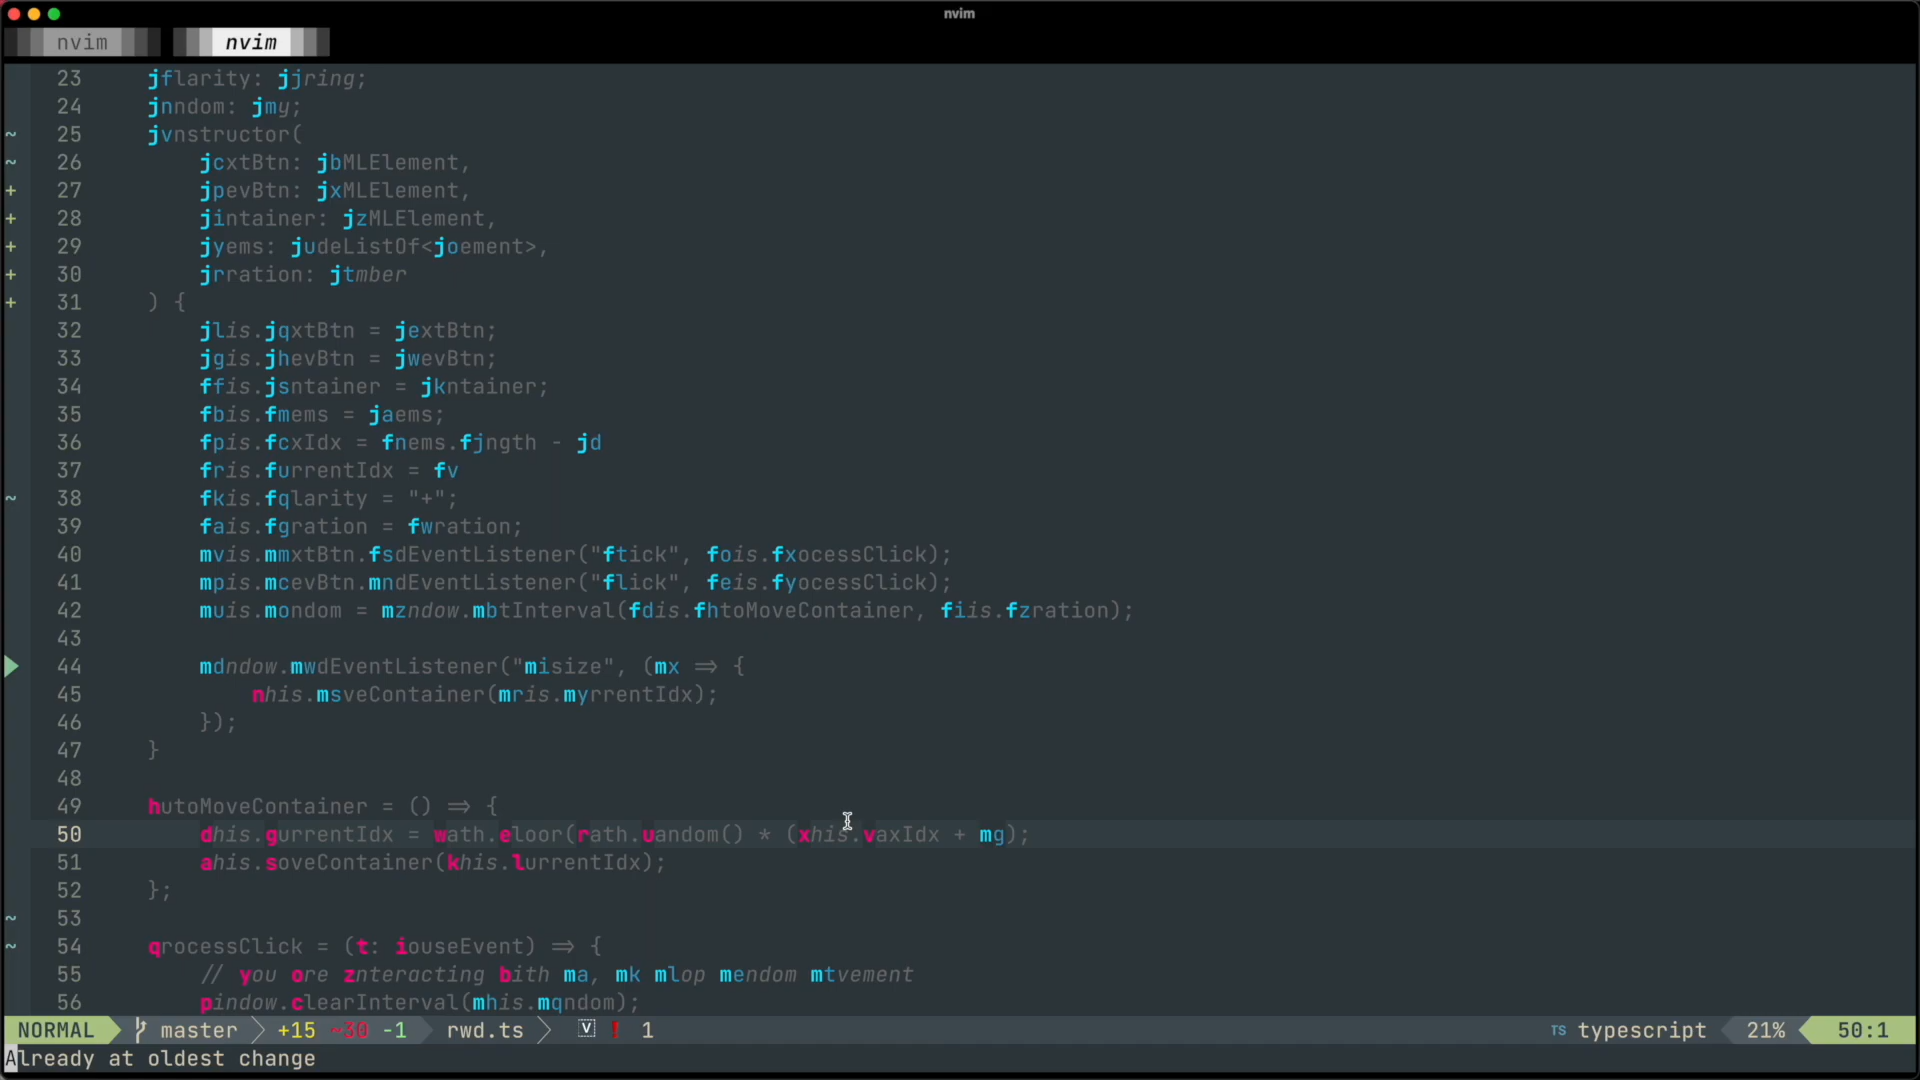 nvim
nvim nvim
23 jflarity: jjring;
24 jnndom: jmy;
~ 25 jvnstructor(
~ 26 jcxtBtn: jbMLElement,
+ 27 jpevBtn: jxMLElement,
+ 28 jintainer: jzMLElement,
+ 29 jyems: judeListOf<joement>,
+ 30 jrration: jtmber
+ 31 ) {
32 jlis.jqxtBtn = jextBtn;
33 jgis.jhevBtn = jwevBtn;
34 ffis.jsntainer = jkntainer;
35 fbis.fmems = jaems;
36 fpis.fcxIdx = fnems.fjngth - jd
37 fris.furrentIdx = fv
~ 38 fkis.fqlarity = "+";
39 fais.fgration = fwration;
40 mvis.mmxtBtn.fsdEventListener("ftick", fois.fxocessClick);
41 mpis.mcevBtn.mndEventListener("flick", feis.fyocessClick);
42 muis.mondom = mzndow.mbtInterval(fdis.fhtoMoveContainer, fiis.fzration);
43
44 mdndow.mwdEventListener("misize", (mx => {
45 nhis.msveContainer(mris.myrrentIdx);
46 });
47 }
48
49 hutoMoveContainer = () => {
50 dhis.gurrentIdx = wath.eloor(rath.uandom() * (xhis.vaxIdx + mg);
51 ahis.soveContainer(khis.lurrentIdx);
52 };
~ 53
~ 54 qrocessClick = (t: iouseEvent) => {
55 // you ore znteracting bith ma, mk mlop mendom mtvement
56 pindow.clearInterval(mhis.mqndom);
NORMAL master +15 ~30 -1 rwd.ts V ! 1 TS typescript 21% 50:1
Already at oldest change